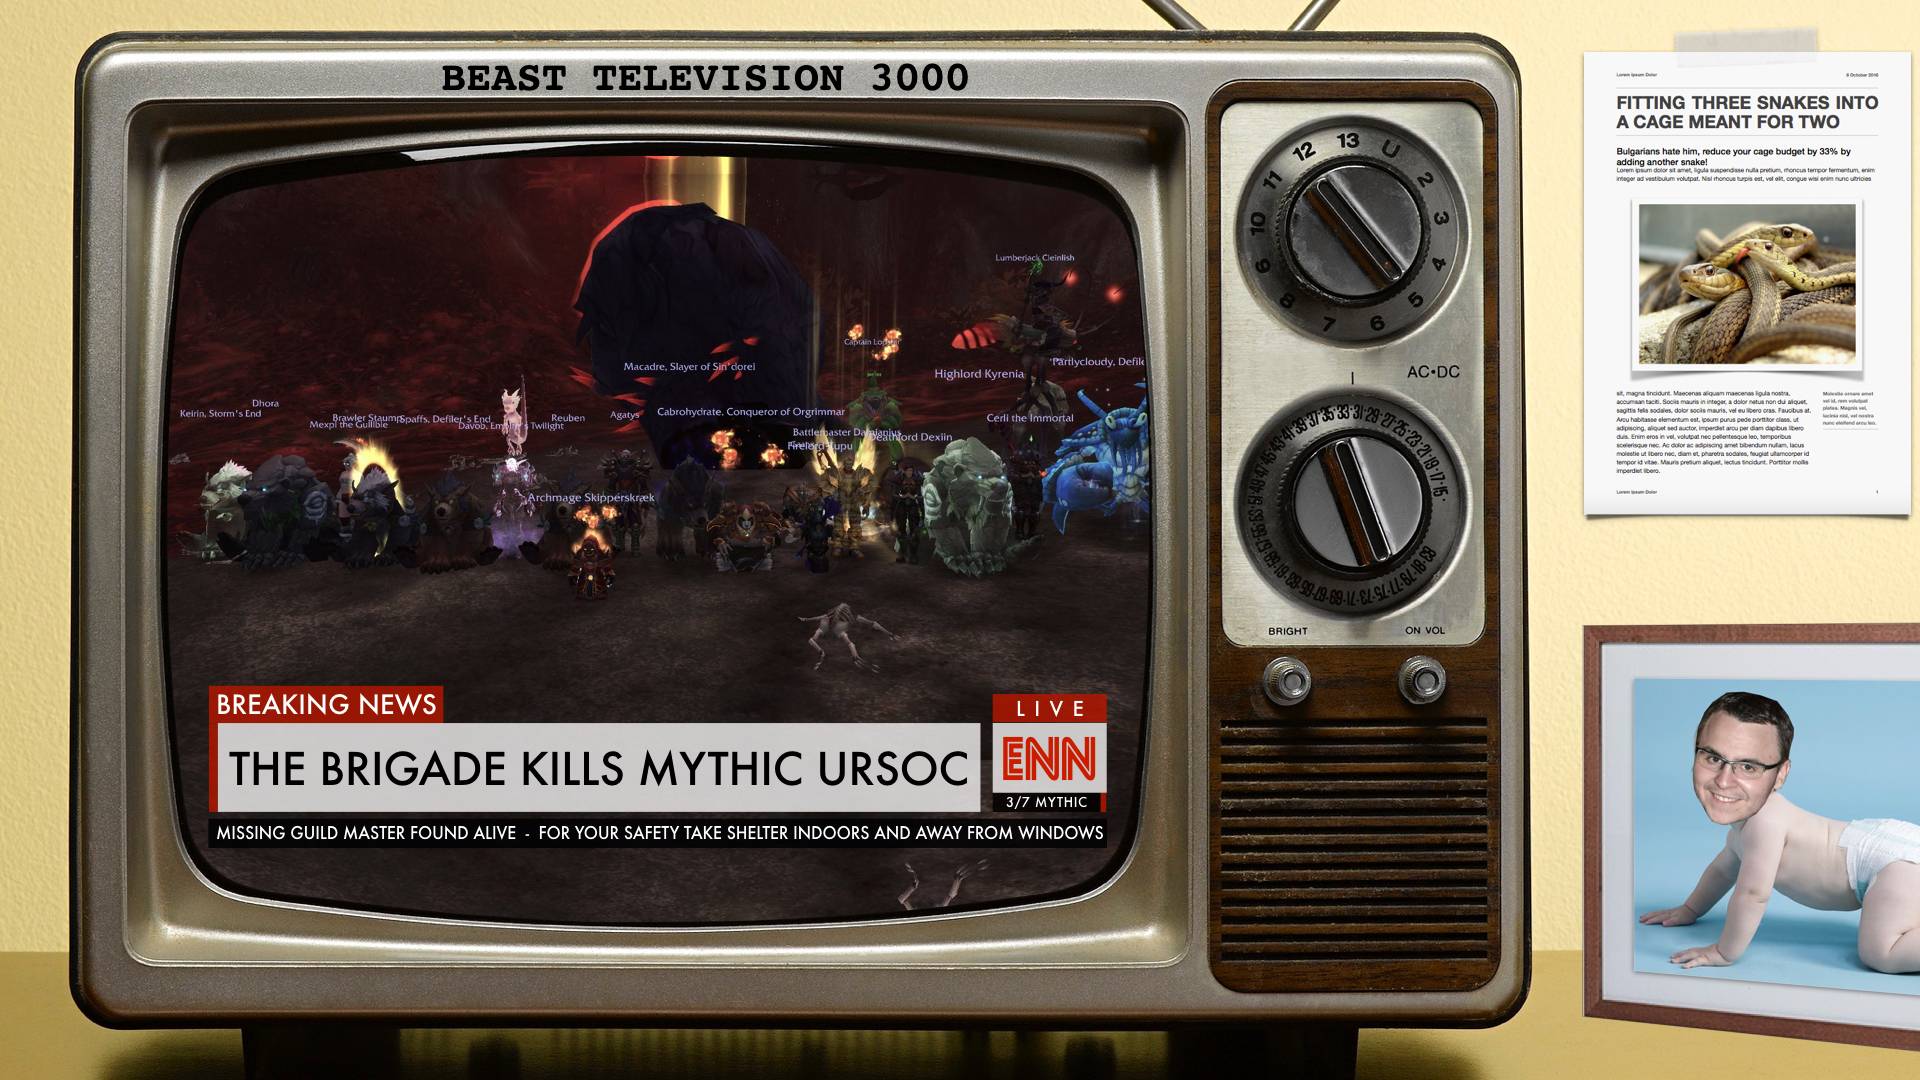 BEAST TELEVISION 3000
Lumberjack Cleinlish
Captain
Macadre, Slayer of Sin'dorei
Highlord Kyrenia
Partlycloudy, Defile
Dhora
Keirin, Storm's End
Brawler Staump
Spaffs, Defiler's End
Reuben
Agatys
Cabrohydrate, Conqueror of Orgrimmar
Cerli the Immortal
Mexpi the Gullible
Davob, Twilight
Battlemaster
Deathlord Dexlin
Firelord Tupu
Archmage Skipperskræk
BREAKING NEWS
THE BRIGADE KILLS MYTHIC URSOC
LIVE
ENN
3/7 MYTHIC
MISSING GUILD MASTER FOUND ALIVE - FOR YOUR SAFETY TAKE SHELTER INDOORS AND AWAY FROM WINDOWS
12 13 U 2 3 4 5 6 7 8 9 10 11
AC•DC
BRIGHT
ON VOL
Lorem Ipsum Dolor
6 October 2016
FITTING THREE SNAKES INTO
A CAGE MEANT FOR TWO
Bulgarians hate him, reduce your cage budget by 33% by
adding another snake!
Lorem ipsum dolor sit amet, ligula suspendisse nulla pretium, rhoncus tempor fermentum, enim
integer ad vestibulum volutpat. Nisl rhoncus turpis est, vel elit, congue wisi enim nunc ultricies
sit, magna tincidunt. Maecenas aliquam maecenas ligula nostra,
accumsan taciti. Sociis mauris in integer, a dolor netus non dui aliquet,
sagittis felis sodales, dolor sociis mauris, vel eu libero cras. Faucibus at.
Arcu habitasse elementum est, ipsum purus pede porttitor class, ut
adipiscing, aliquet sed auctor, imperdiet arcu per diam dapibus libero
duis. Enim eros in vel, volutpat nec pellentesque leo, temporibus
scelerisque nec. Ac dolor ac adipiscing amet bibendum nullam, lacus
molestie ut libero nec, diam et, pharetra sodales, feugiat ullamcorper id
tempor id vitae. Mauris pretium aliquet, lectus tincidunt. Porttitor mollis
imperdiet libero.
Molestie ornare amet
vel id, rem volutpat
platea. Magnis vel,
lacinia nisl, vel nostra
nunc eleifend arcu leo.
Lorem Ipsum Dolor
1